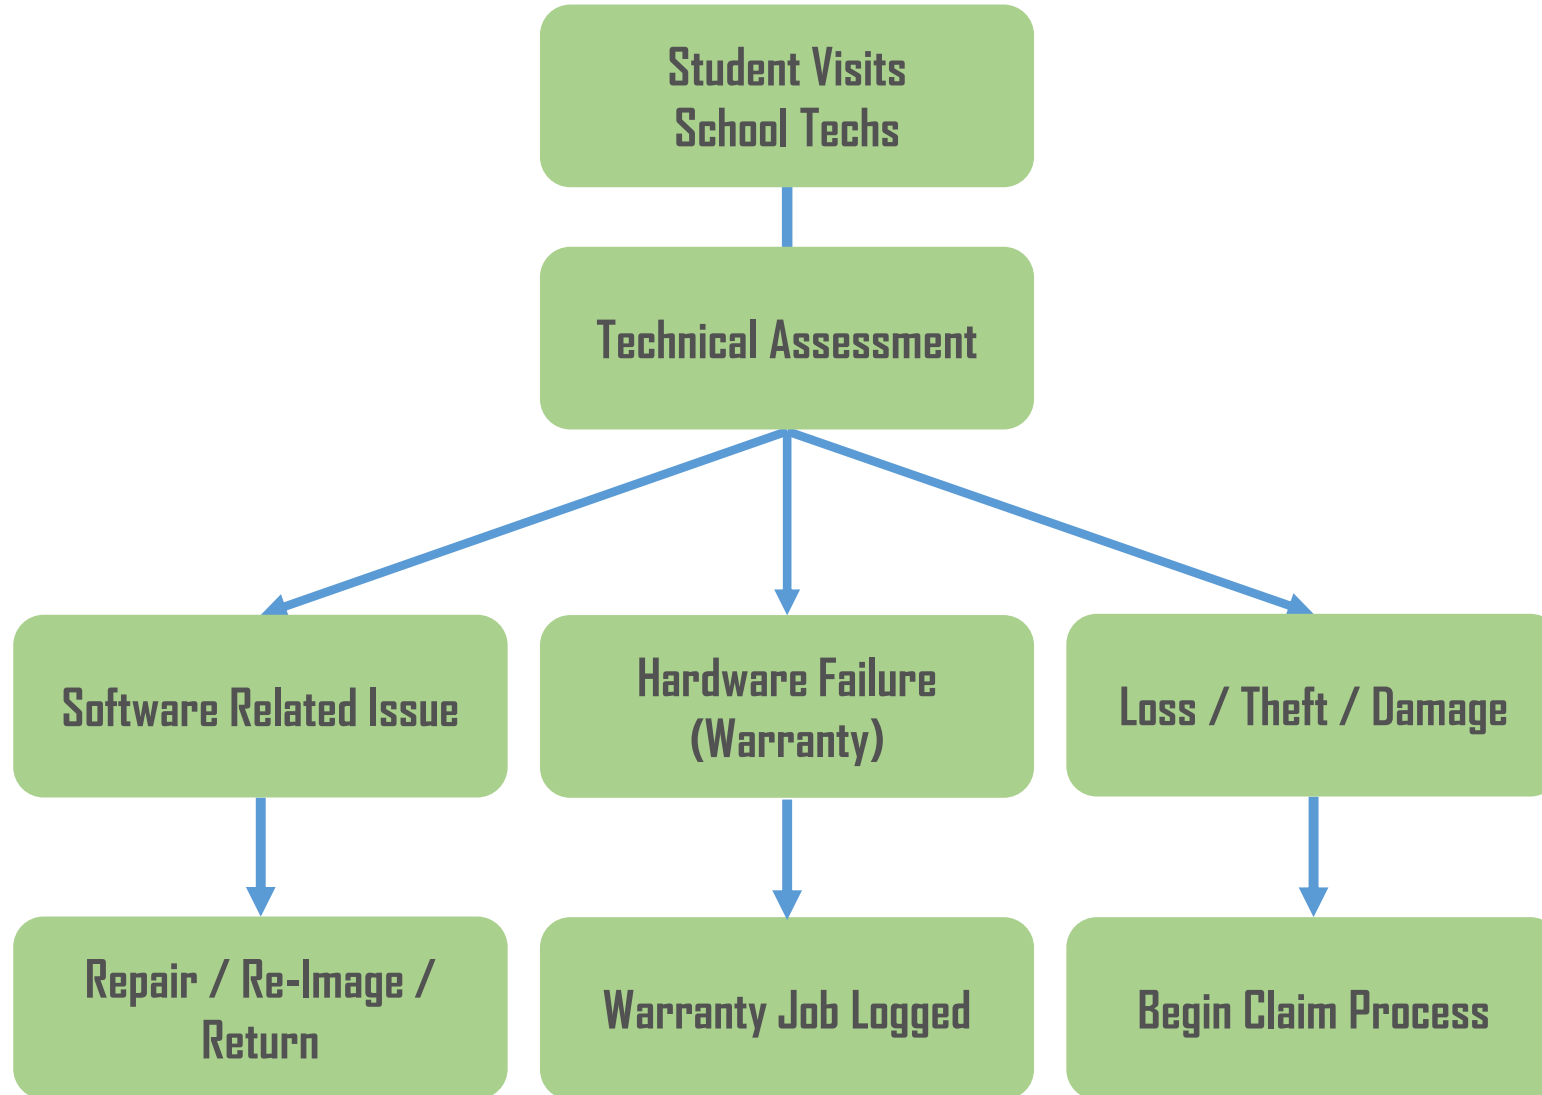 Student Visits
School Techs
Technical Assessment
Software Related Issue
Hardware Failure
(Warranty)
Loss / Theft / Damage
Repair / Re-Image /
Return
Warranty Job Logged
Begin Claim Process